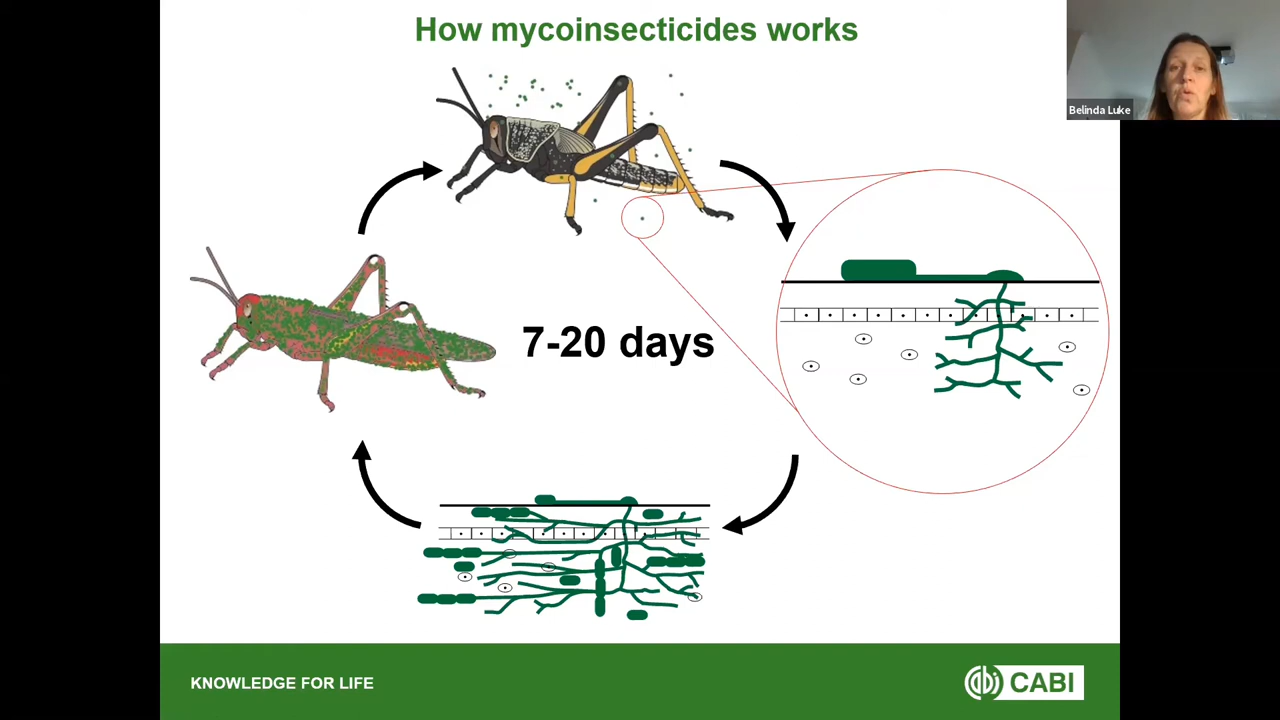 How mycoinsecticides works
Belinda Luke
7-20 days
KNOWLEDGE FOR LIFE
CABI